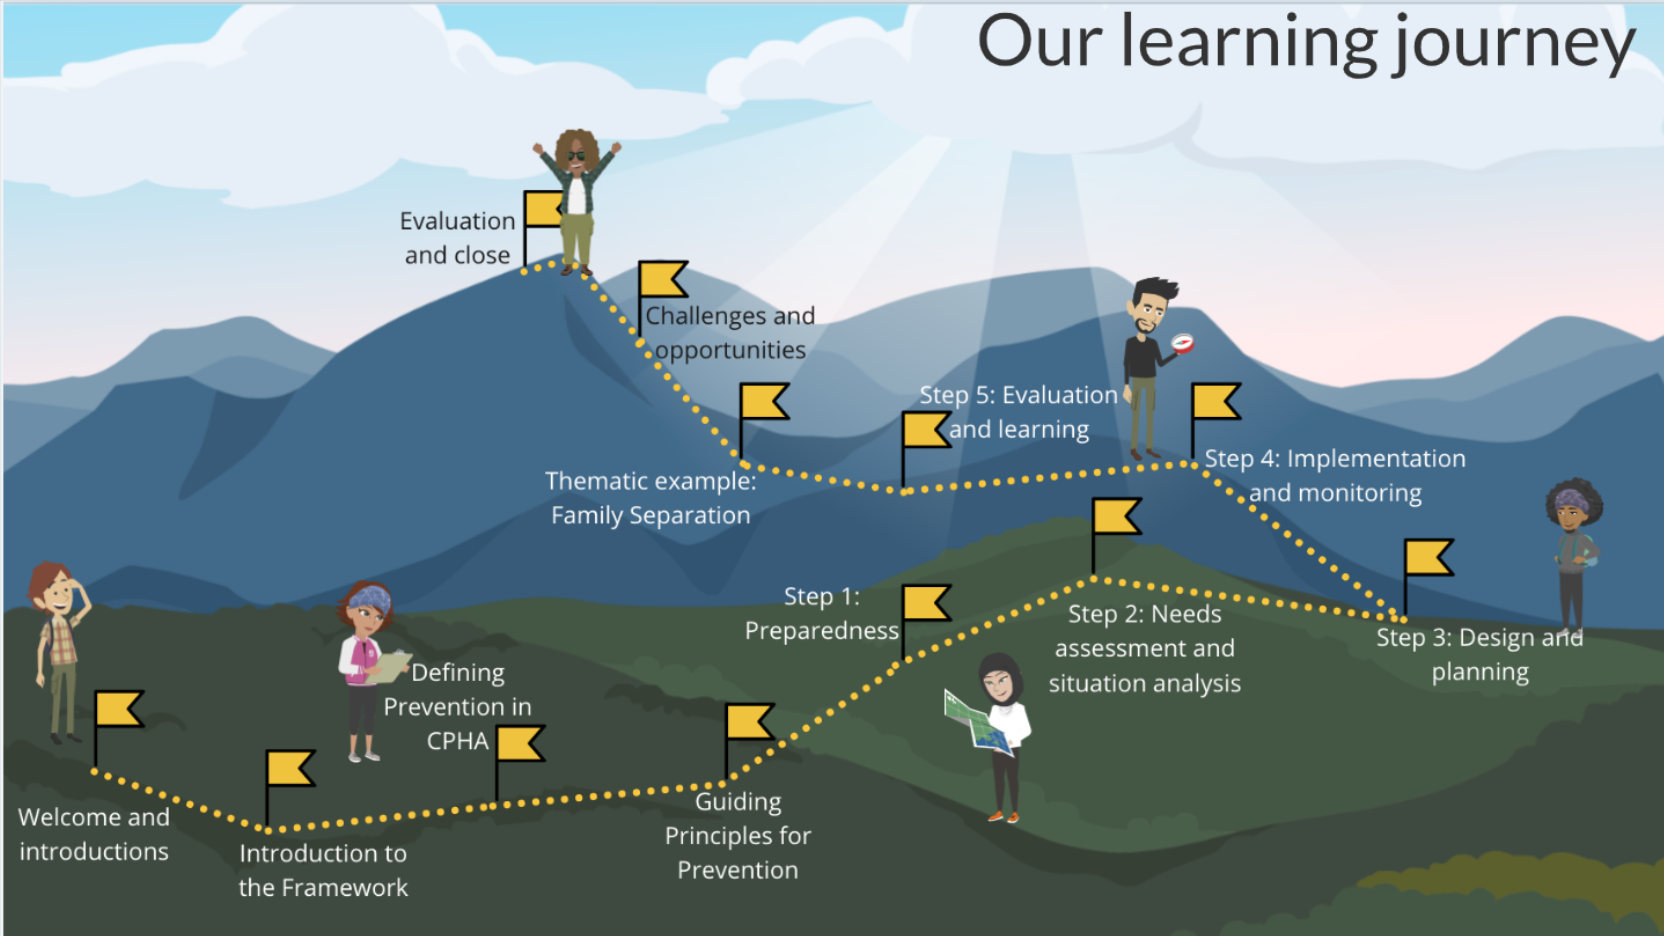 Our learning journey
Evaluation
and close
Challenges and
opportunities
Step 5: Evaluation
and learning
Step 4: Implementation
and monitoring
Thematic example:
Family Separation
Step 1:
Preparedness
Step 2: Needs
assessment and
situation analysis
Step 3: Design and
planning
Defining
Prevention in
CPHA
Welcome and
introductions
Introduction to
the Framework
Guiding
Principles for
Prevention